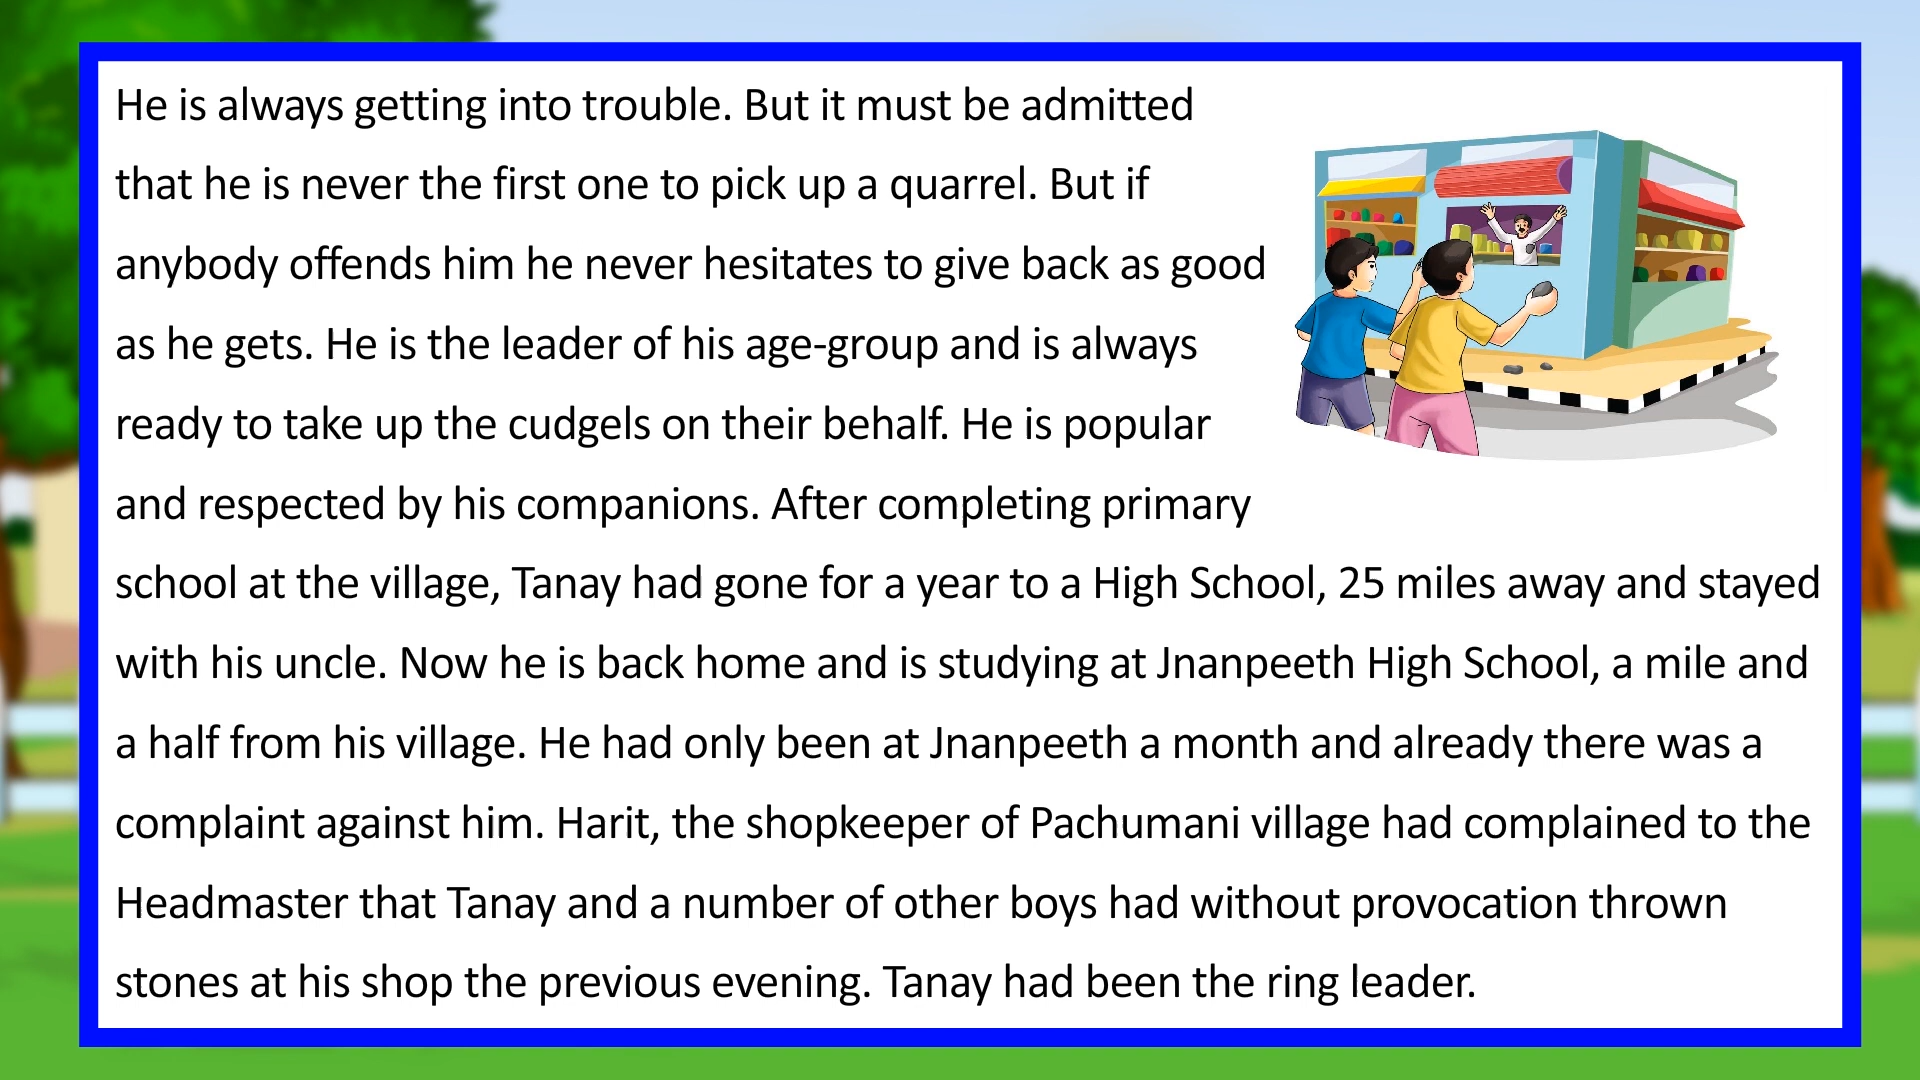 He is always getting into trouble. But it must be admitted
that he is never the first one to pick up a quarrel. But if
anybody offends him he never hesitates to give back as good
as he gets. He is the leader of his age-group and is always
ready to take up the cudgels on their behalf. He is popular
and respected by his companions. After completing primary
school at the village, Tanay had gone for a year to a High School, 25 miles away and stayed
with his uncle. Now he is back home and is studying at Jnanpeeth High School, a mile and
a half from his village. He had only been at Jnanpeeth a month and already there was a
complaint against him. Harit, the shopkeeper of Pachumani village had complained to the
Headmaster that Tanay and a number of other boys had without provocation thrown
stones at his shop the previous evening. Tanay had been the ring leader.